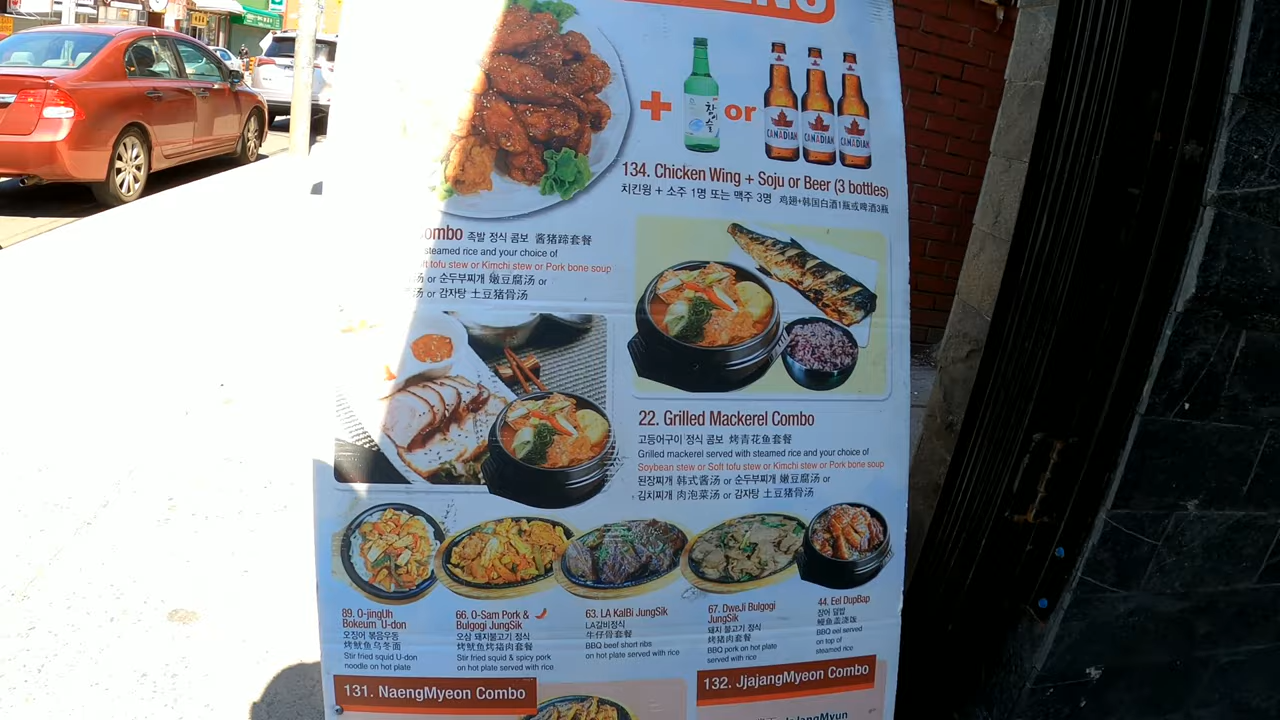 참이슬
or
CANADIAN
CANADIAN
CANADIAN
134. Chicken Wing + Soju or Beer (3 bottles)
치킨윙 + 소주 1명 또는 맥주 3명 鸡翅+韩国白酒1瓶或啤酒3瓶
족발 정식 콤보 酱猪蹄套餐
steamed rice and your choice of
tofu stew or Kimchi stew or Pork bone soup
or 순두부찌개 嫩豆腐汤 or
汤 or 감자탕 土豆猪骨汤
22. Grilled Mackerel Combo
고등어구이 정식 콤보 烤青花鱼套餐
Grilled mackerel served with steamed rice and your choice of
Soybean stew or Soft tofu stew or Kimchi stew or Pork bone soup
된장찌개 韩式酱汤 or 순두부찌개 嫩豆腐汤 or
김치찌개 肉泡菜汤 or 감자탕 土豆猪骨汤
89. O-jingUh
Bokeum U-don
오징어 볶음우동
烤鱿鱼乌冬面
Stir fried squid U-don
noodle on hot plate
66. O-Sam Pork &
Bulgogi JungSik
오삼 돼지불고기 정식
烤鱿鱼烤猪肉套餐
Stir fried squid & spicy pork
on hot plate served with rice
63. LA KalBi JungSik
LA갈비정식
牛仔骨套餐
BBQ beef short ribs
on hot plate served with rice
67. DweJi Bulgogi
JungSik
돼지 불고기 정식
烤猪肉套餐
BBQ pork on hot plate
served with rice
44. Eel DupBap
장어 덮밥
鳗鱼盖浇饭
BBQ eel served
on top of
steamed rice
131. NaengMyeon Combo
132. JjajangMyeon Combo